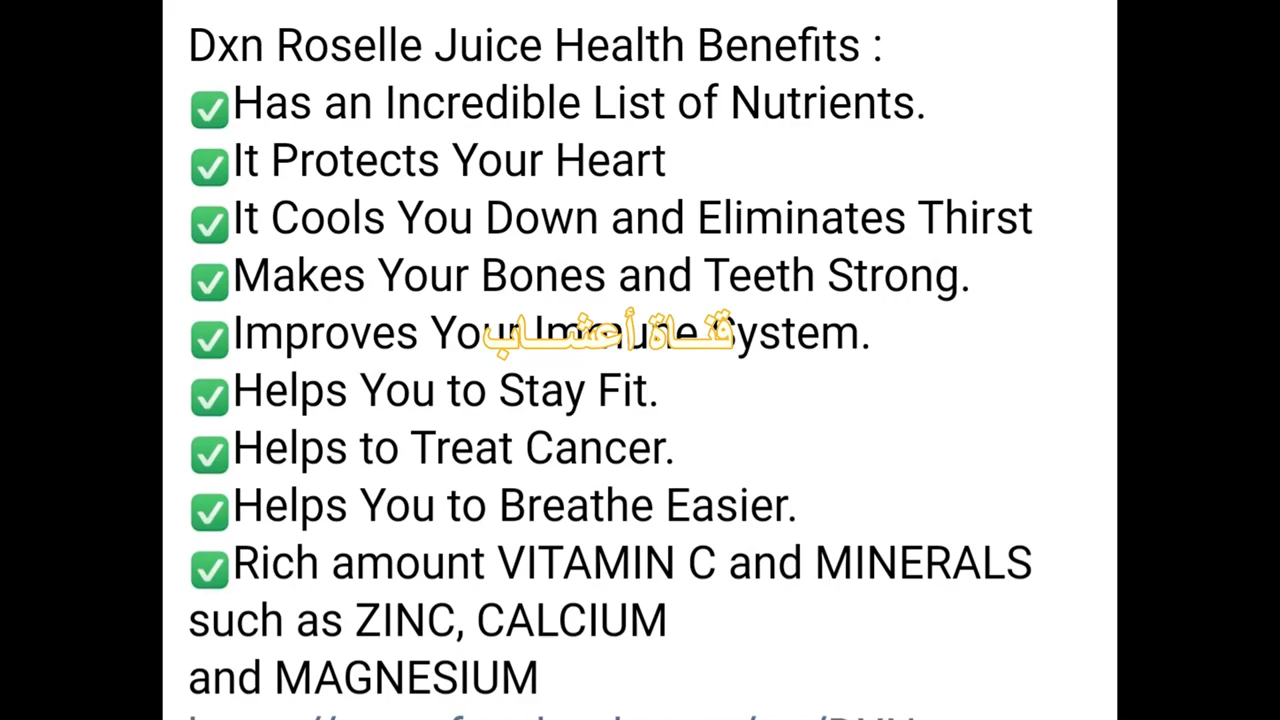 Dxn Roselle Juice Health Benefits :
✅Has an Incredible List of Nutrients.
✅It Protects Your Heart
✅It Cools You Down and Eliminates Thirst
✅Makes Your Bones and Teeth Strong.
✅Improves Your Immune System.
قنـــاة أعشـــاب
✅Helps You to Stay Fit.
✅Helps to Treat Cancer.
✅Helps You to Breathe Easier.
✅Rich amount VITAMIN C and MINERALS
such as ZINC, CALCIUM
and MAGNESIUM